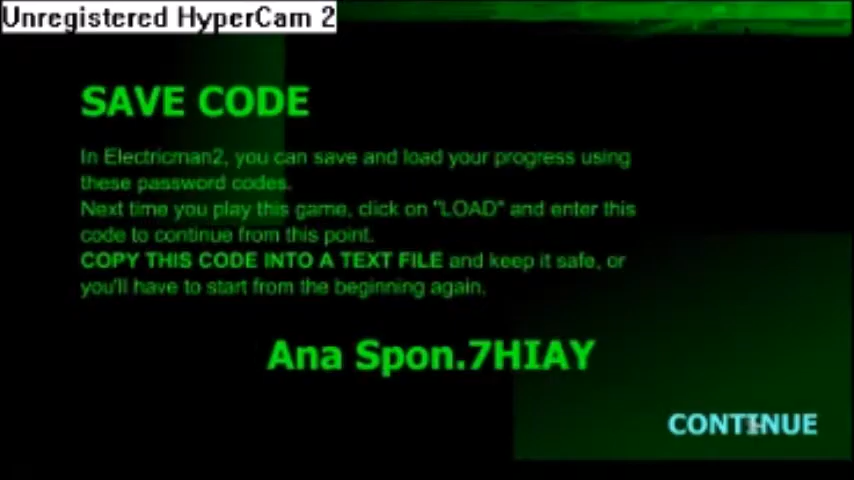 Unregistered HyperCam 2
SAVE CODE
In Electricman2, you can save and load your progress using
these password codes.
Next time you play this game, click on "LOAD" and enter this
code to continue from this point.
COPY THIS CODE INTO A TEXT FILE and keep it safe, or
you'll have to start from the beginning again.
Ana Spon.7HIAY
CONTINUE